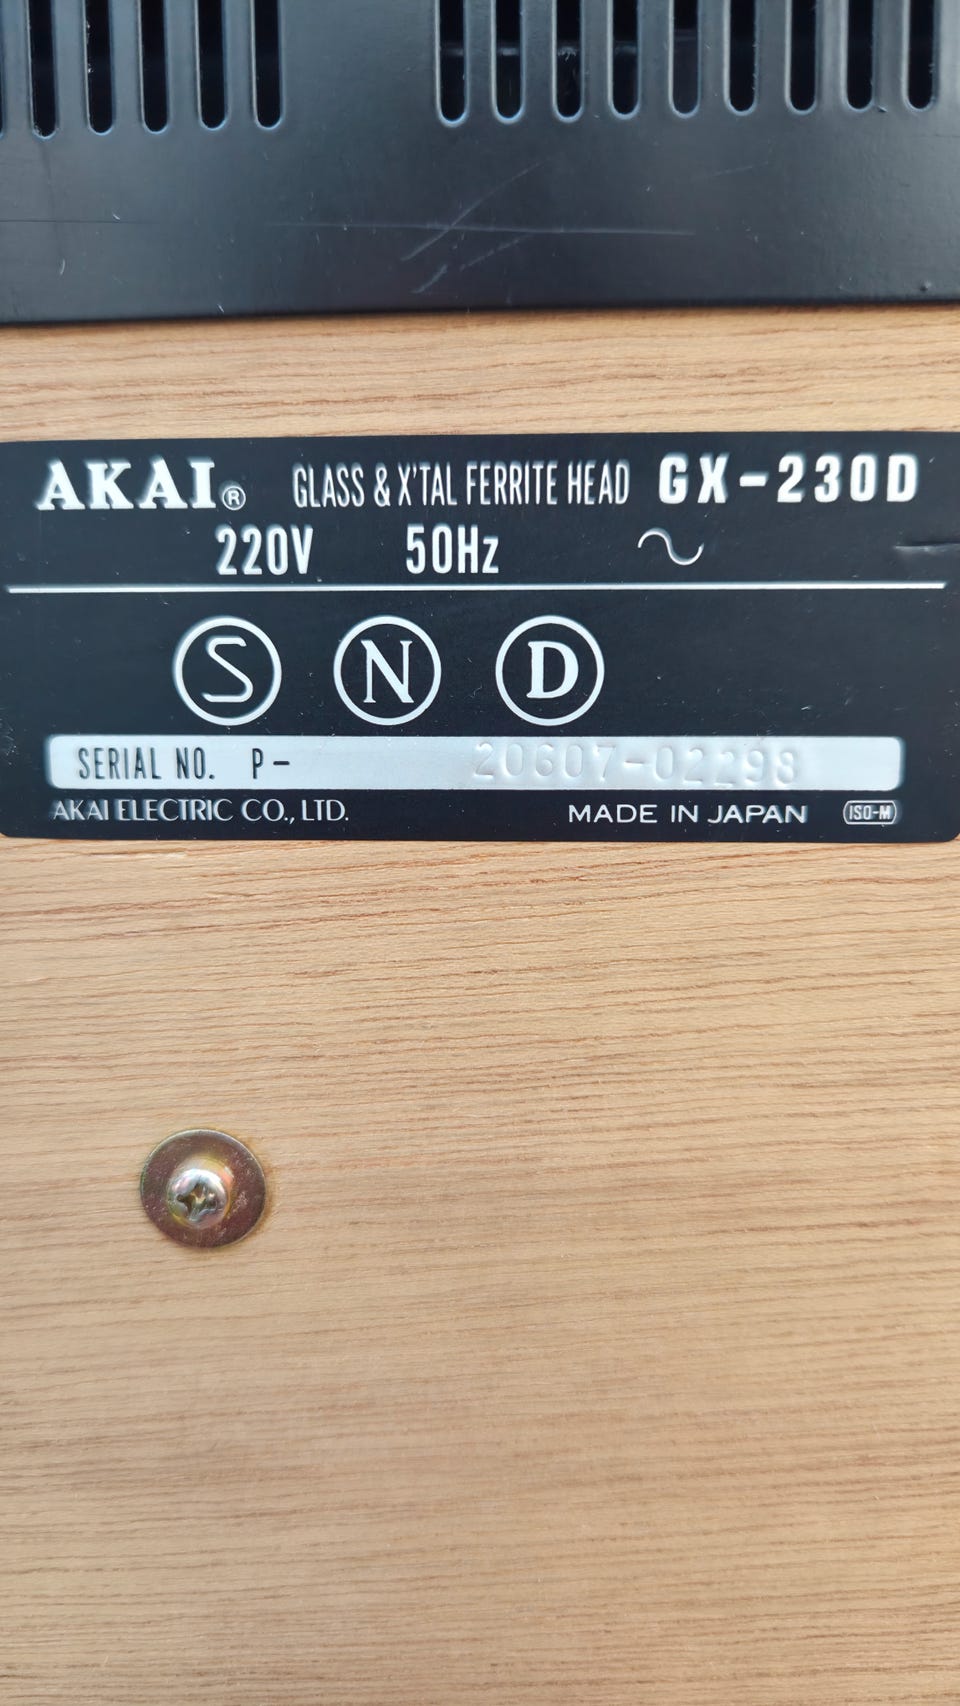 AKAI® GLASS & X'TAL FERRITE HEAD GX-230D
220V 50Hz ~
S N D
SERIAL NO. P- 20607-02298
AKAI ELECTRIC CO., LTD. MADE IN JAPAN ISO-M